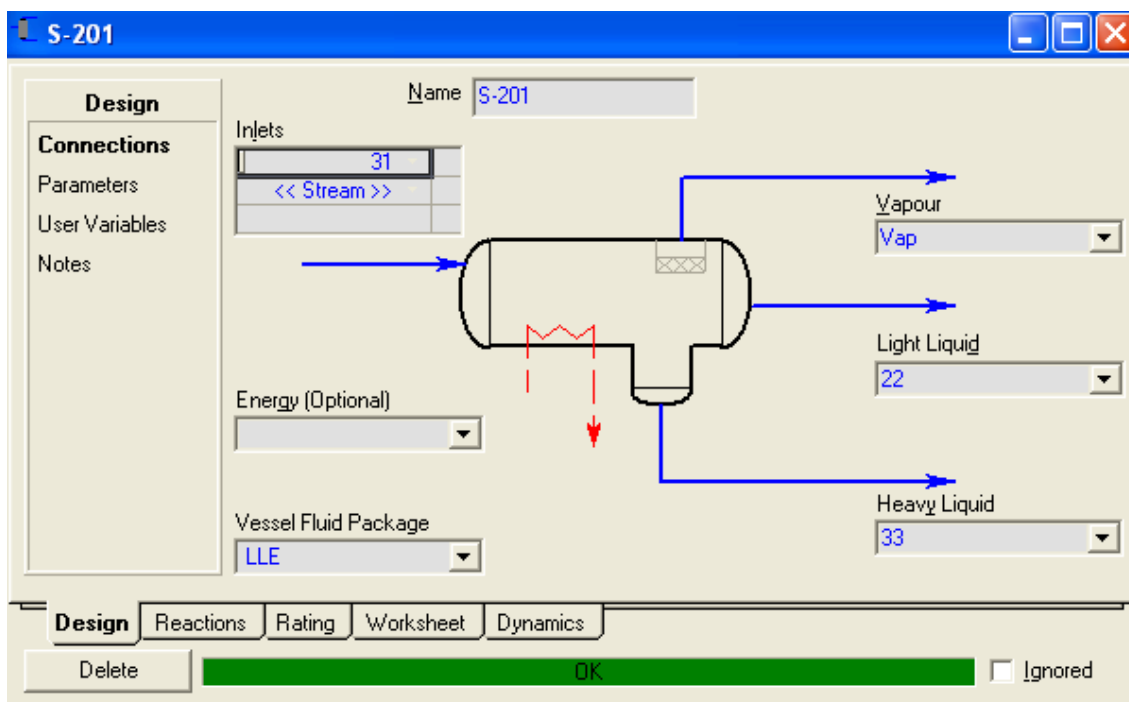 S-201
Design
Connections
Parameters
User Variables
Notes
Name S-201
Inlets
31
<< Stream >>
Energy (Optional)
Vessel Fluid Package
LLE
Vapour
Vap
Light Liquid
22
Heavy Liquid
33
Design Reactions Rating Worksheet Dynamics
Delete OK Ignored